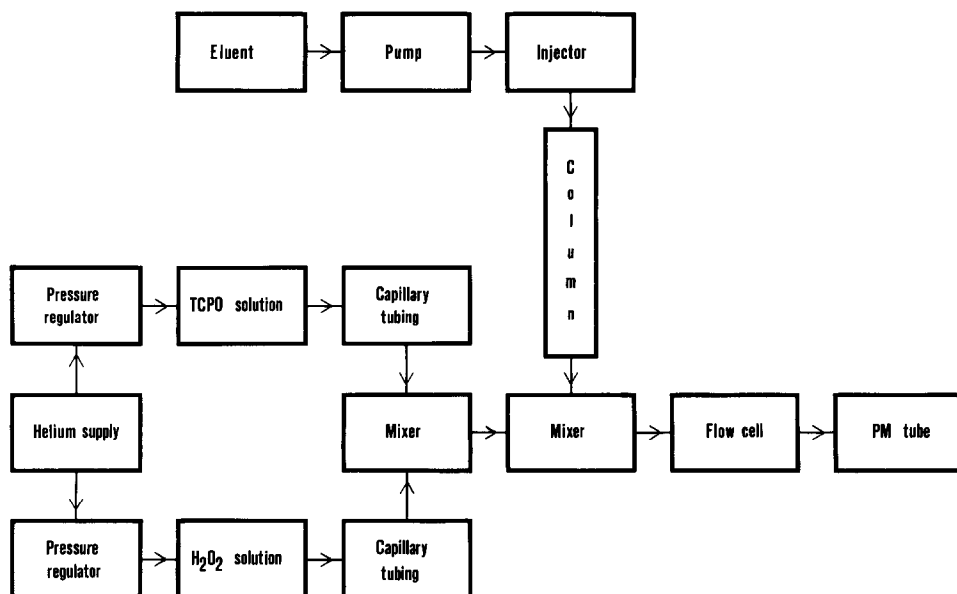 Eluent
Pump
Injector
Column
Pressure
regulator
TCPO solution
Capillary
tubing
Helium supply
Mixer
Mixer
Flow cell
PM tube
Pressure
regulator
H₂O₂ solution
Capillary
tubing